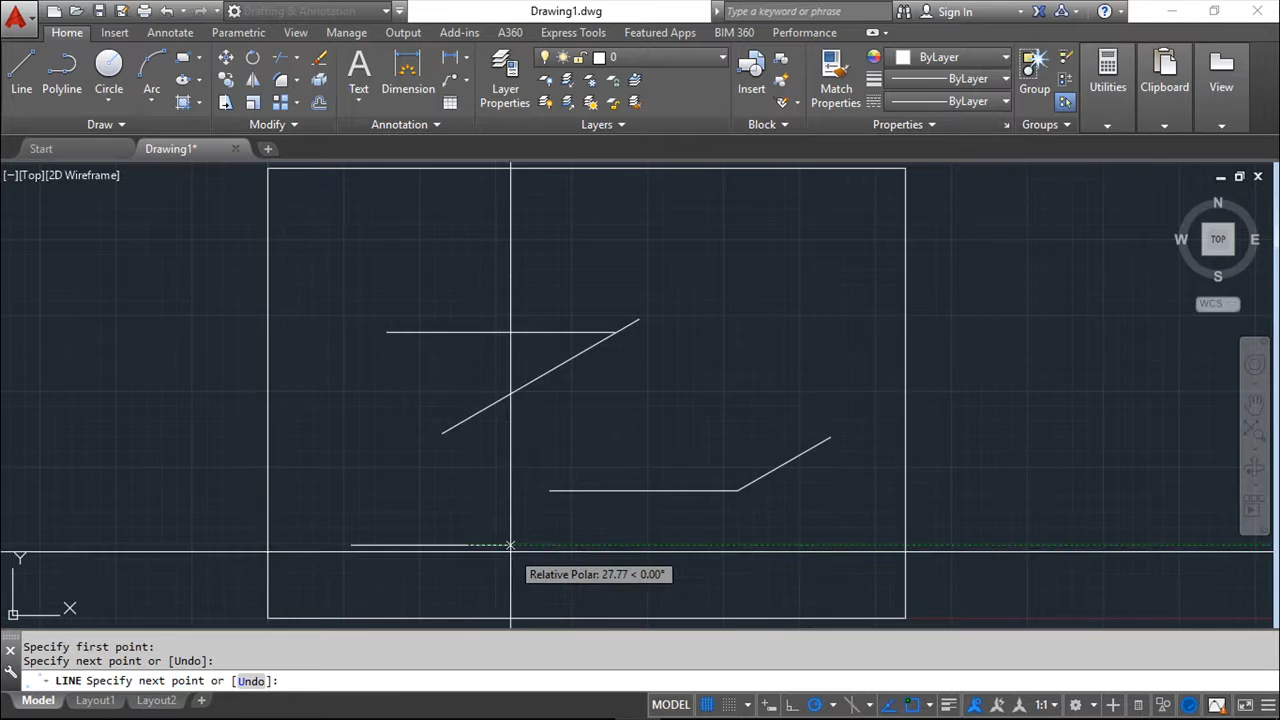 Drafting & Annotation
Drawing1.dwg
Type a keyword or phrase
Sign In
Home Insert Annotate Parametric View Manage Output Add-ins A360 Express Tools Featured Apps BIM 360 Performance
0
ByLayer
ByLayer
ByLayer
Line Polyline Circle Arc Text Dimension Layer Properties Insert Match Properties Group Utilities Clipboard View
Draw Modify Annotation Layers Block Properties Groups
Start Drawing1*
[−][Top][2D Wireframe]
N
W TOP E
S
WCS
Relative Polar: 27.77 < 0.00°
Y
X
Specify first point:
Specify next point or [Undo]:
LINE Specify next point or [Undo]:
Model Layout1 Layout2 MODEL 1:1